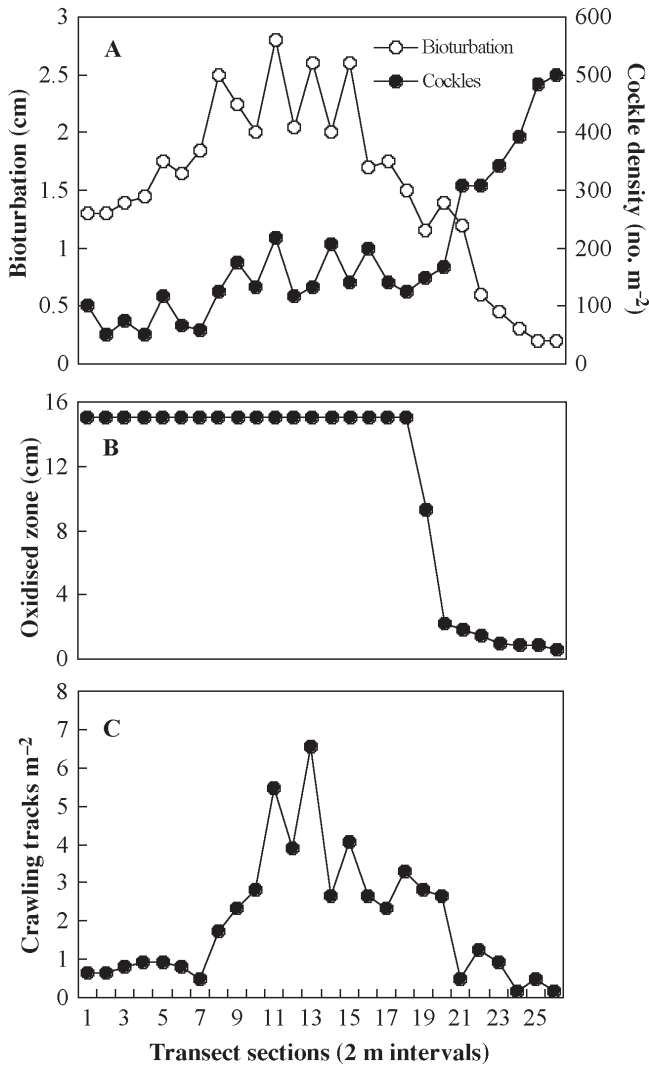 A
Bioturbation
Cockles
Bioturbation (cm)
3
2.5
2
1.5
1
0.5
0
Cockle density (no. m⁻²)
600
500
400
300
200
100
0
B
Oxidised zone (cm)
16
12
8
4
0
C
Crawling tracks m⁻²
8
7
6
5
4
3
2
1
0
1 3 5 7 9 11 13 15 17 19 21 23 25
Transect sections (2 m intervals)